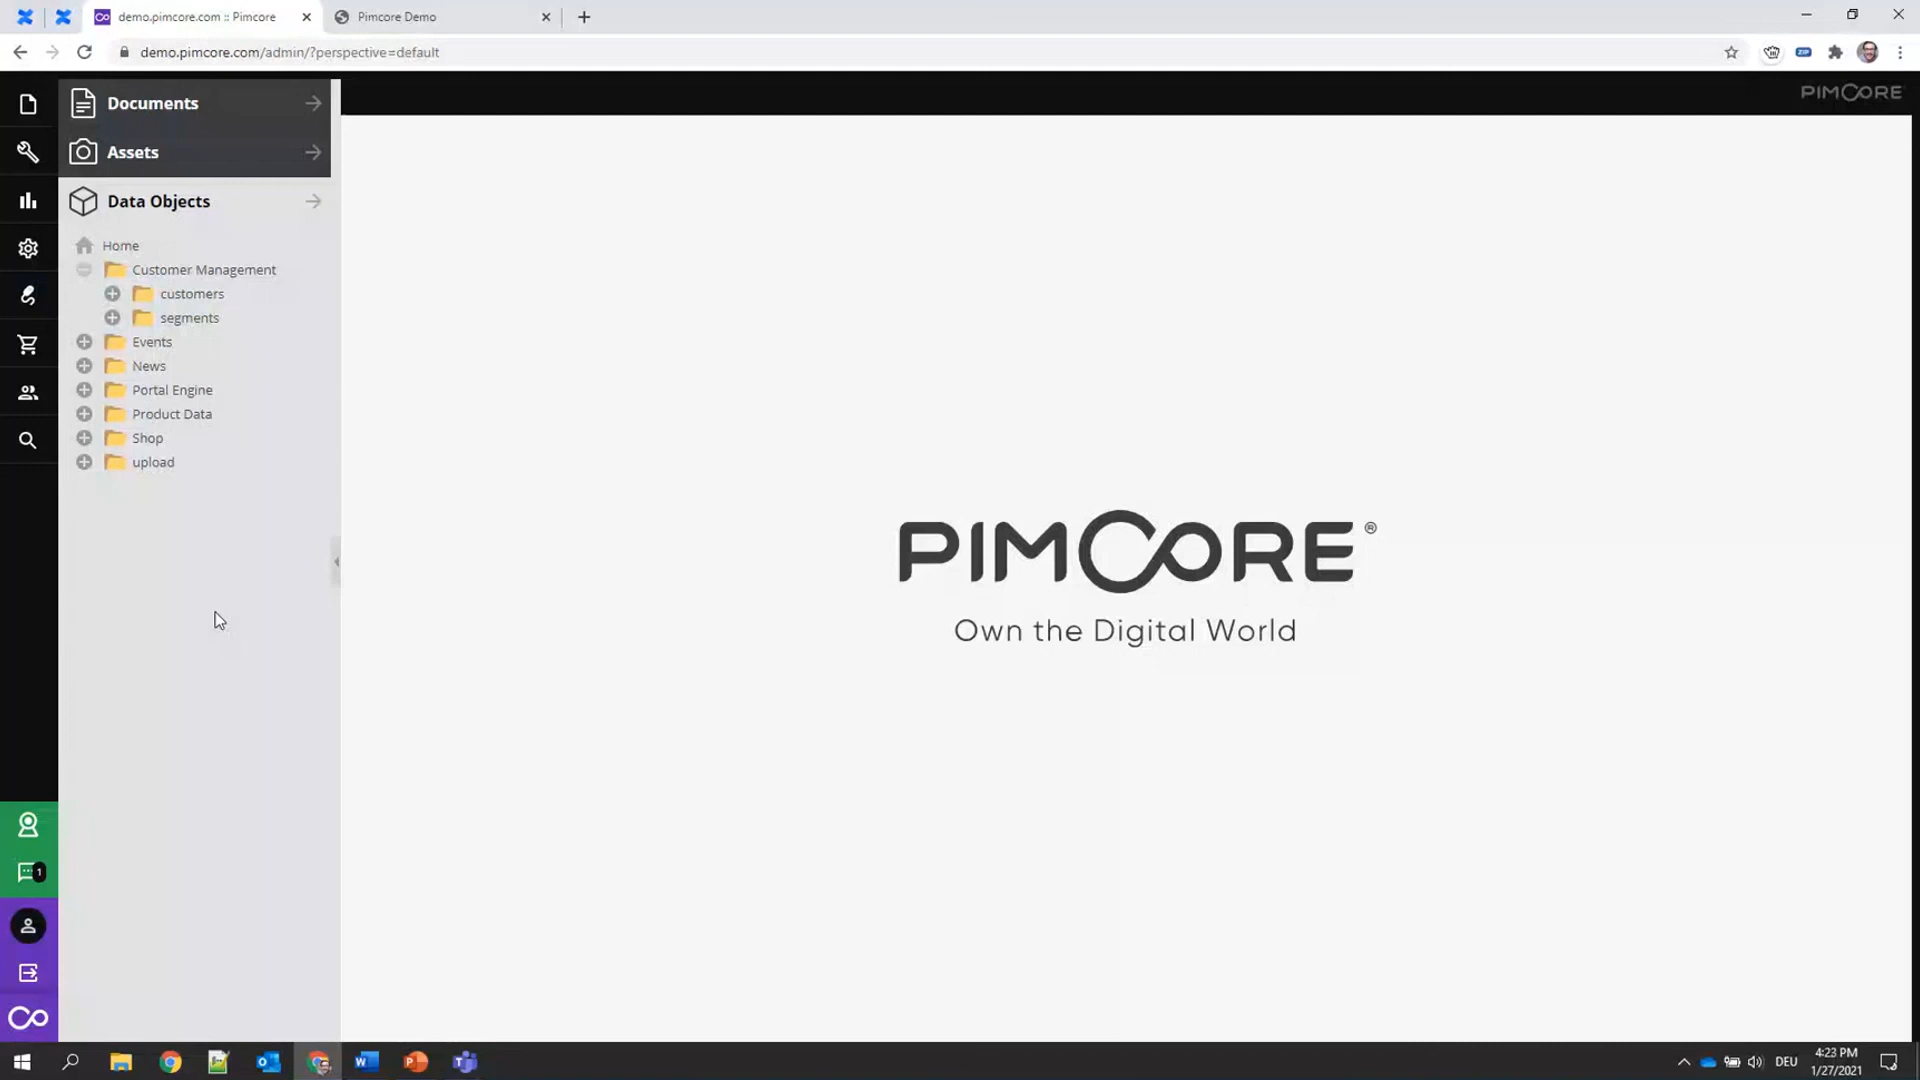 demo.pimcore.com :: Pimcore
Pimcore Demo
demo.pimcore.com/admin/?perspective=default
ZIP
PIMCORE
Documents
Assets
Data Objects
Home
Customer Management
customers
segments
Events
News
Portal Engine
Product Data
Shop
upload
PIMCORE®
Own the Digital World
1
DEU
4:23 PM
1/27/2021